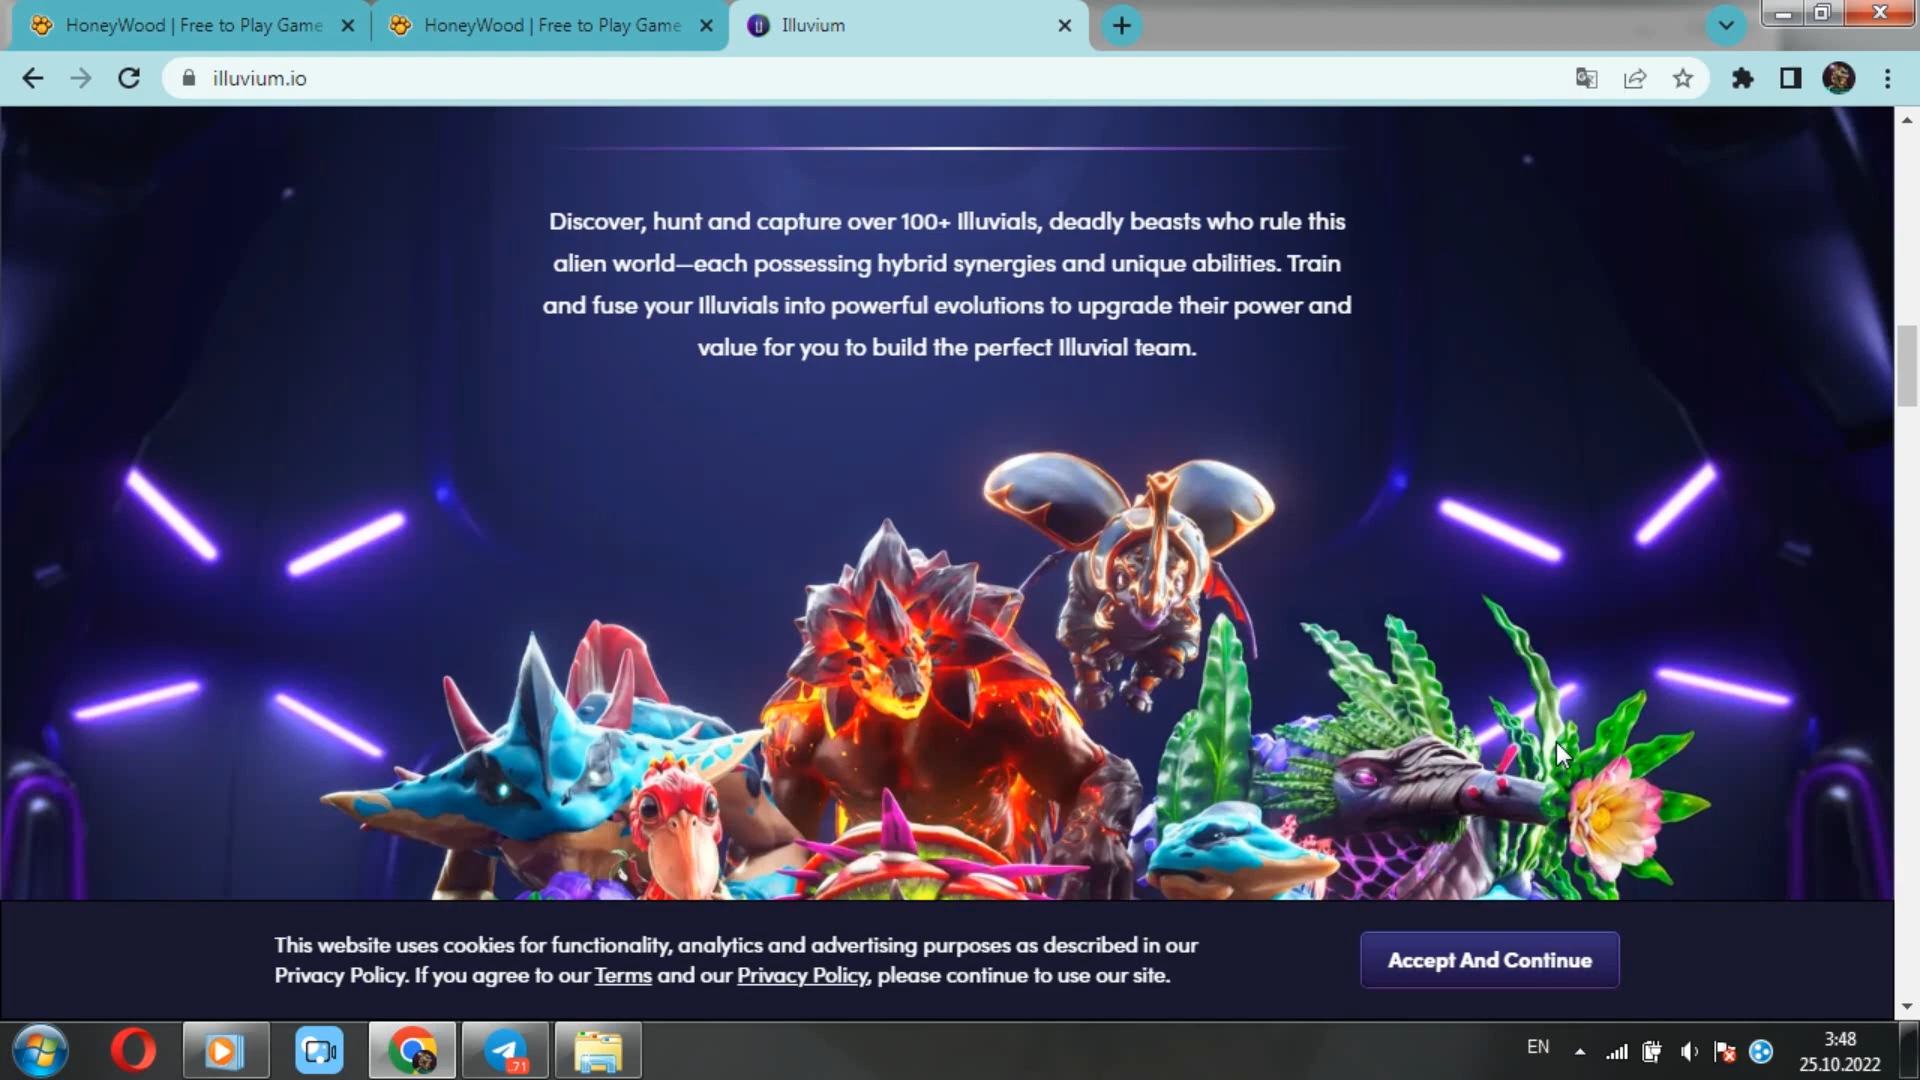 HoneyWood | Free to Play Game
HoneyWood | Free to Play Game
Illuvium
illuvium.io
Discover, hunt and capture over 100+ Illuvials, deadly beasts who rule this
alien world—each possessing hybrid synergies and unique abilities. Train
and fuse your Illuvials into powerful evolutions to upgrade their power and
value for you to build the perfect Illuvial team.
This website uses cookies for functionality, analytics and advertising purposes as described in our
Privacy Policy. If you agree to our Terms and our Privacy Policy, please continue to use our site.
Accept And Continue
71
EN
3:48
25.10.2022